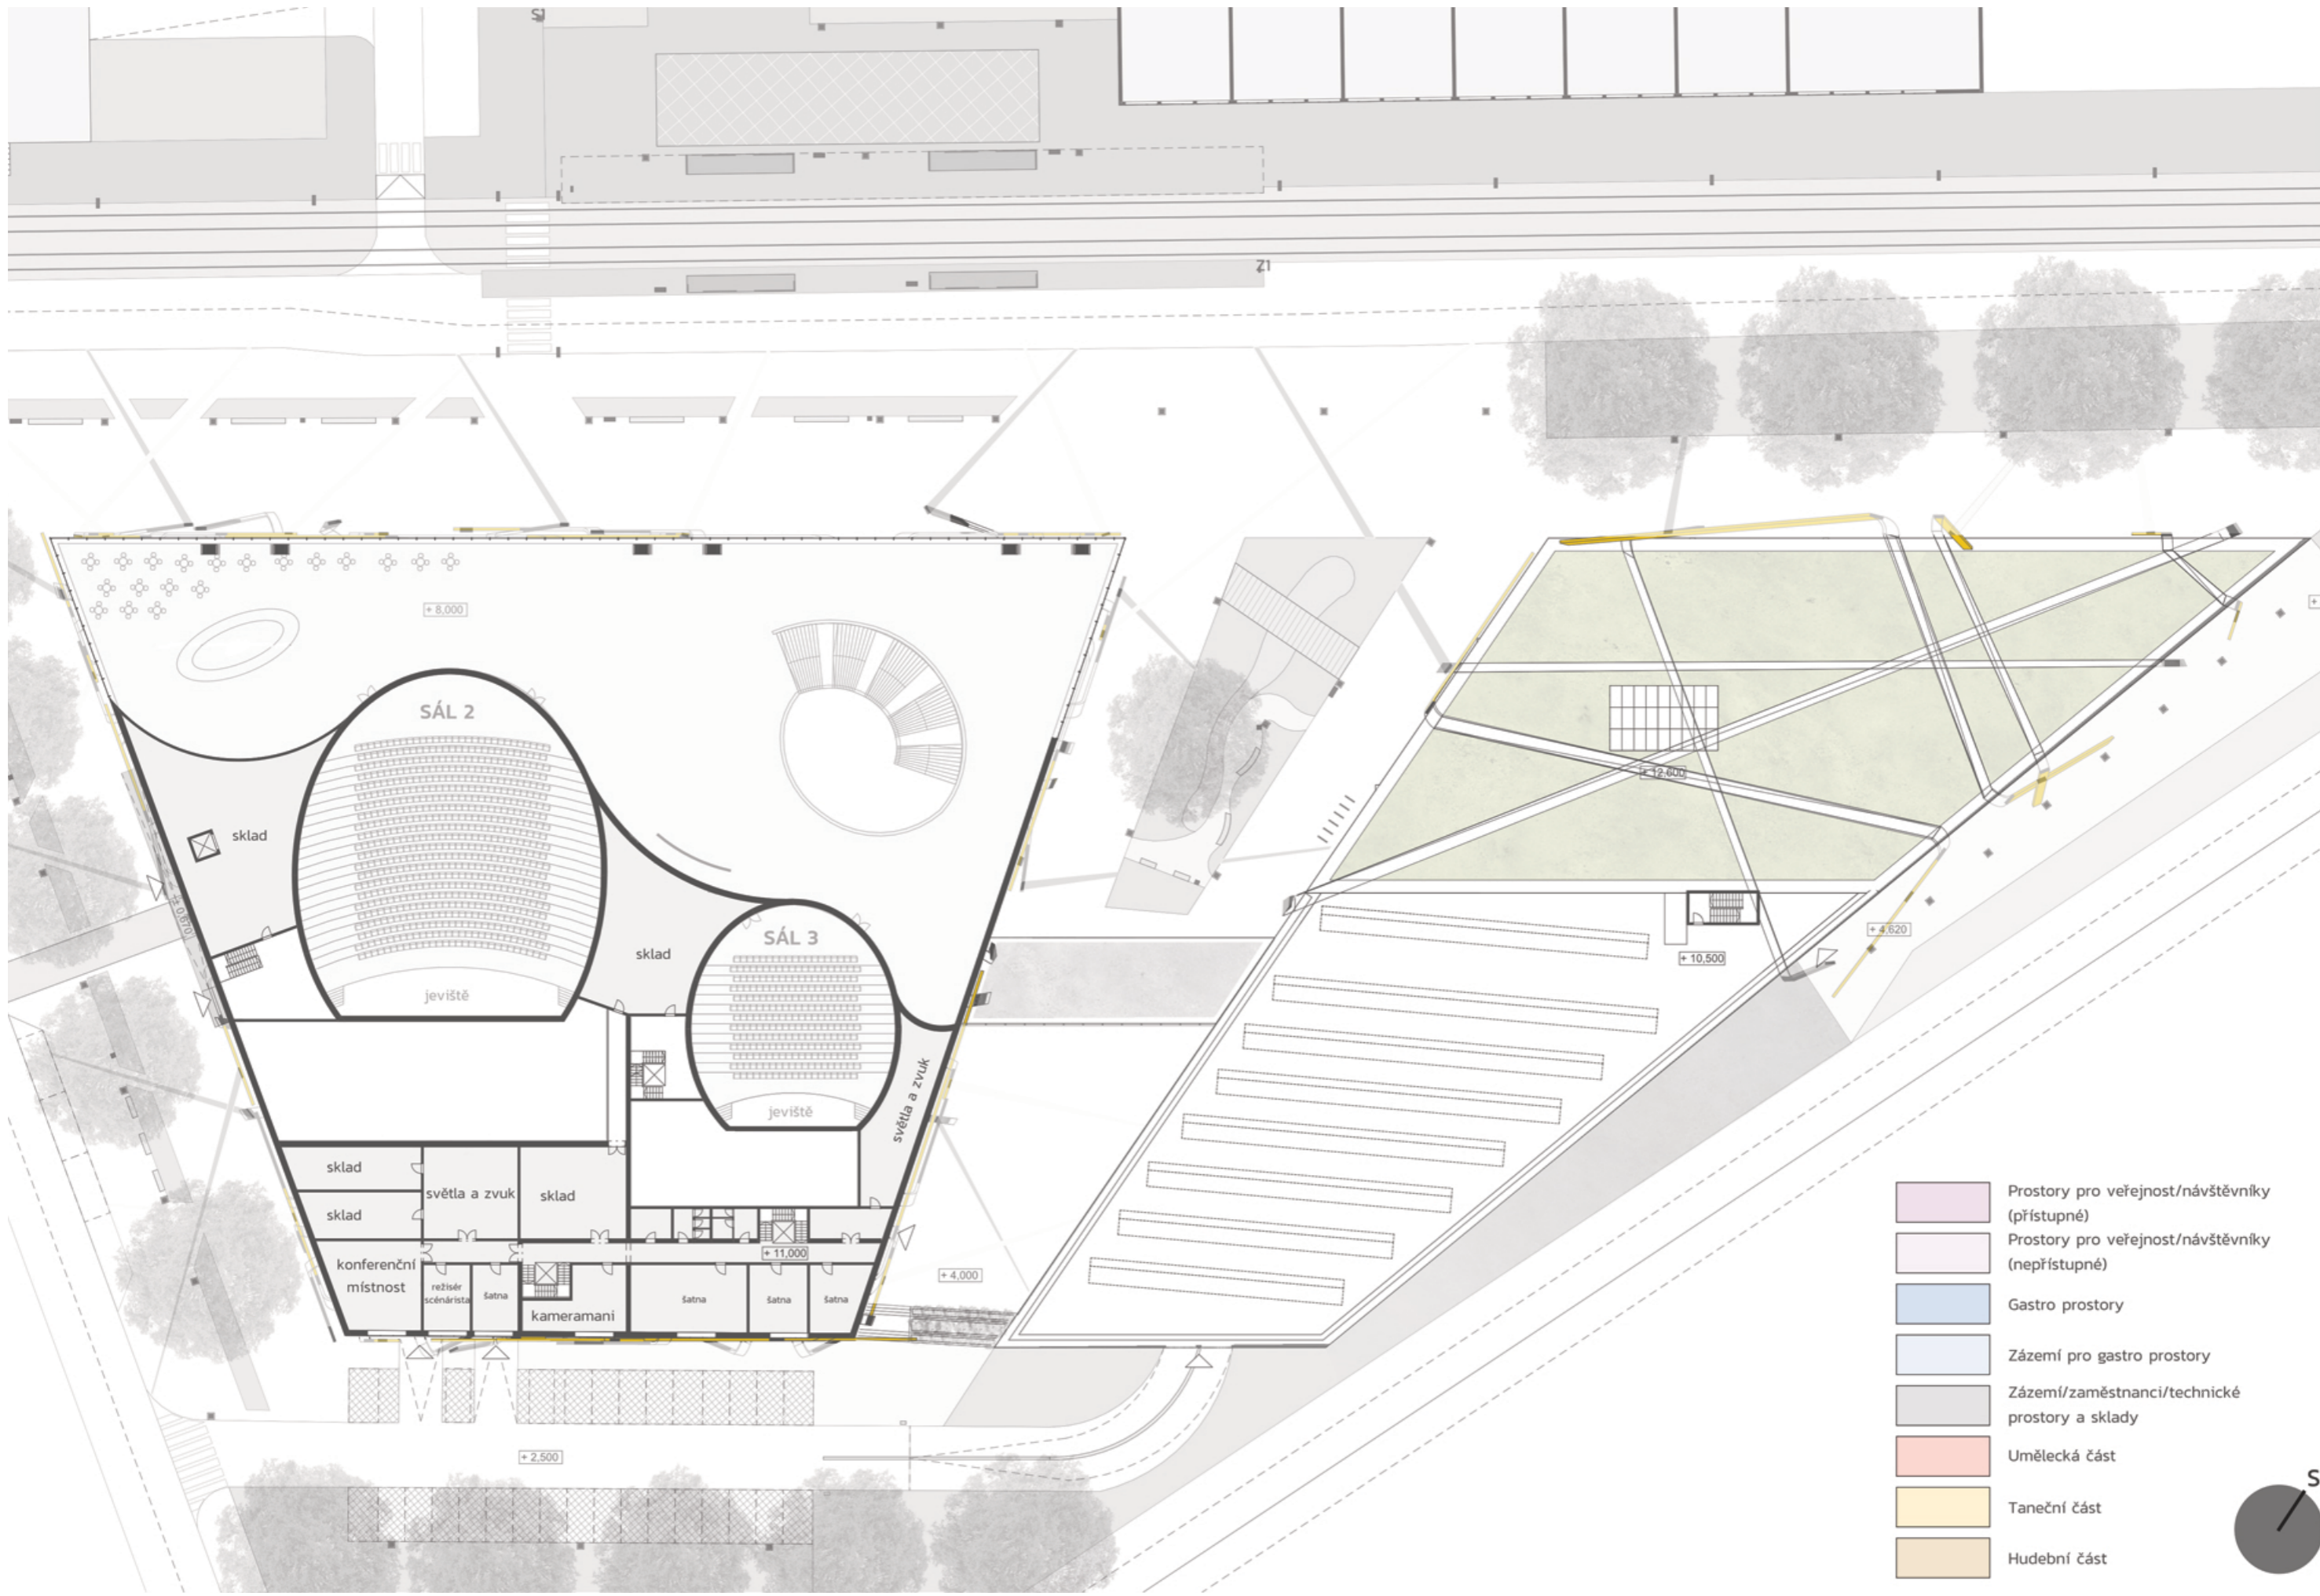 S1
Z1
+ 8,000
SÁL 2
sklad
+ 12,600
± 0,670
SÁL 3
sklad
+ 4,620
+ 10,500
jeviště
jeviště
světla a zvuk
sklad
světla a zvuk
sklad
sklad
+ 11,000
konferenční
místnost
režisér
scénárista
šatna
kameramani
šatna
šatna
šatna
+ 4,000
+ 2,500
Prostory pro veřejnost/návštěvníky
(přístupné)
Prostory pro veřejnost/návštěvníky
(nepřístupné)
Gastro prostory
Zázemí pro gastro prostory
Zázemí/zaměstnanci/technické
prostory a sklady
Umělecká část
Taneční část
Hudební část
S